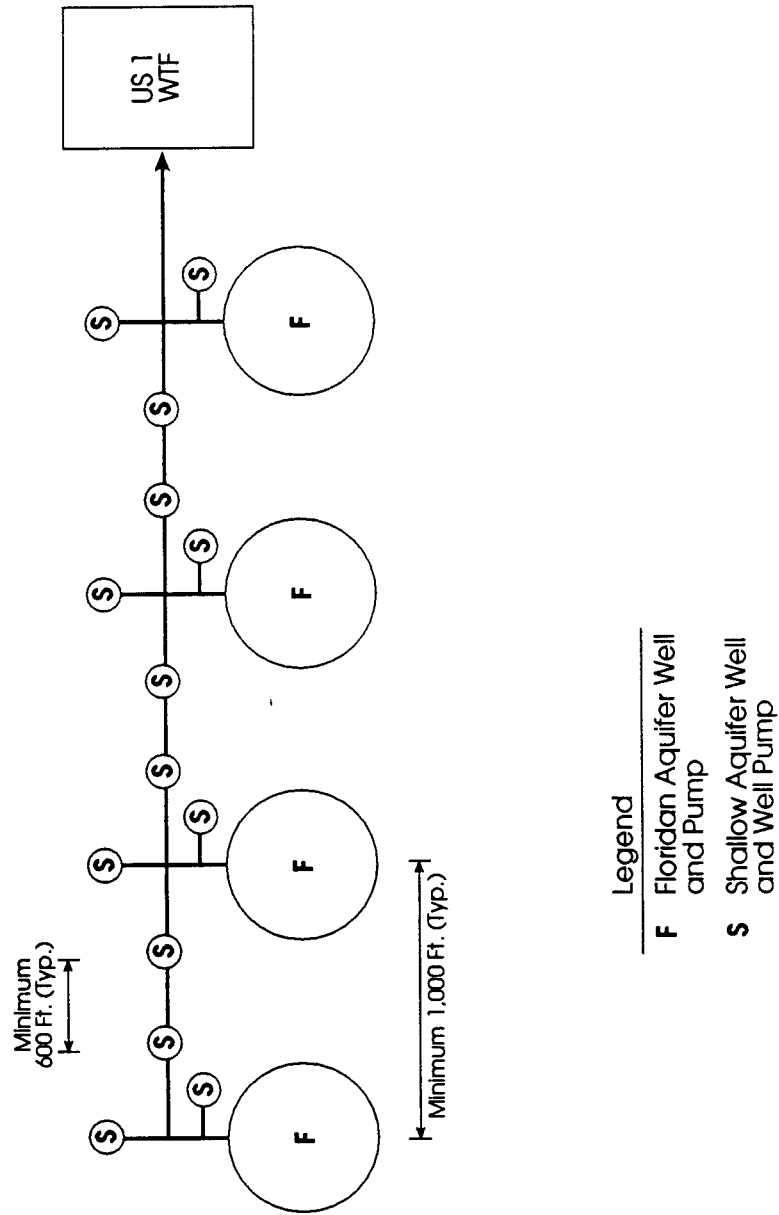 Minimum
600 Ft. (Typ.)
US 1
WTF
S
S
S
S
S
S
S
S
S
S
S
S
S
S
F
F
F
F
Minimum 1,000 Ft. (Typ.)
Legend
F Floridan Aquifer Well
and Pump
S Shallow Aquifer Well
and Well Pump